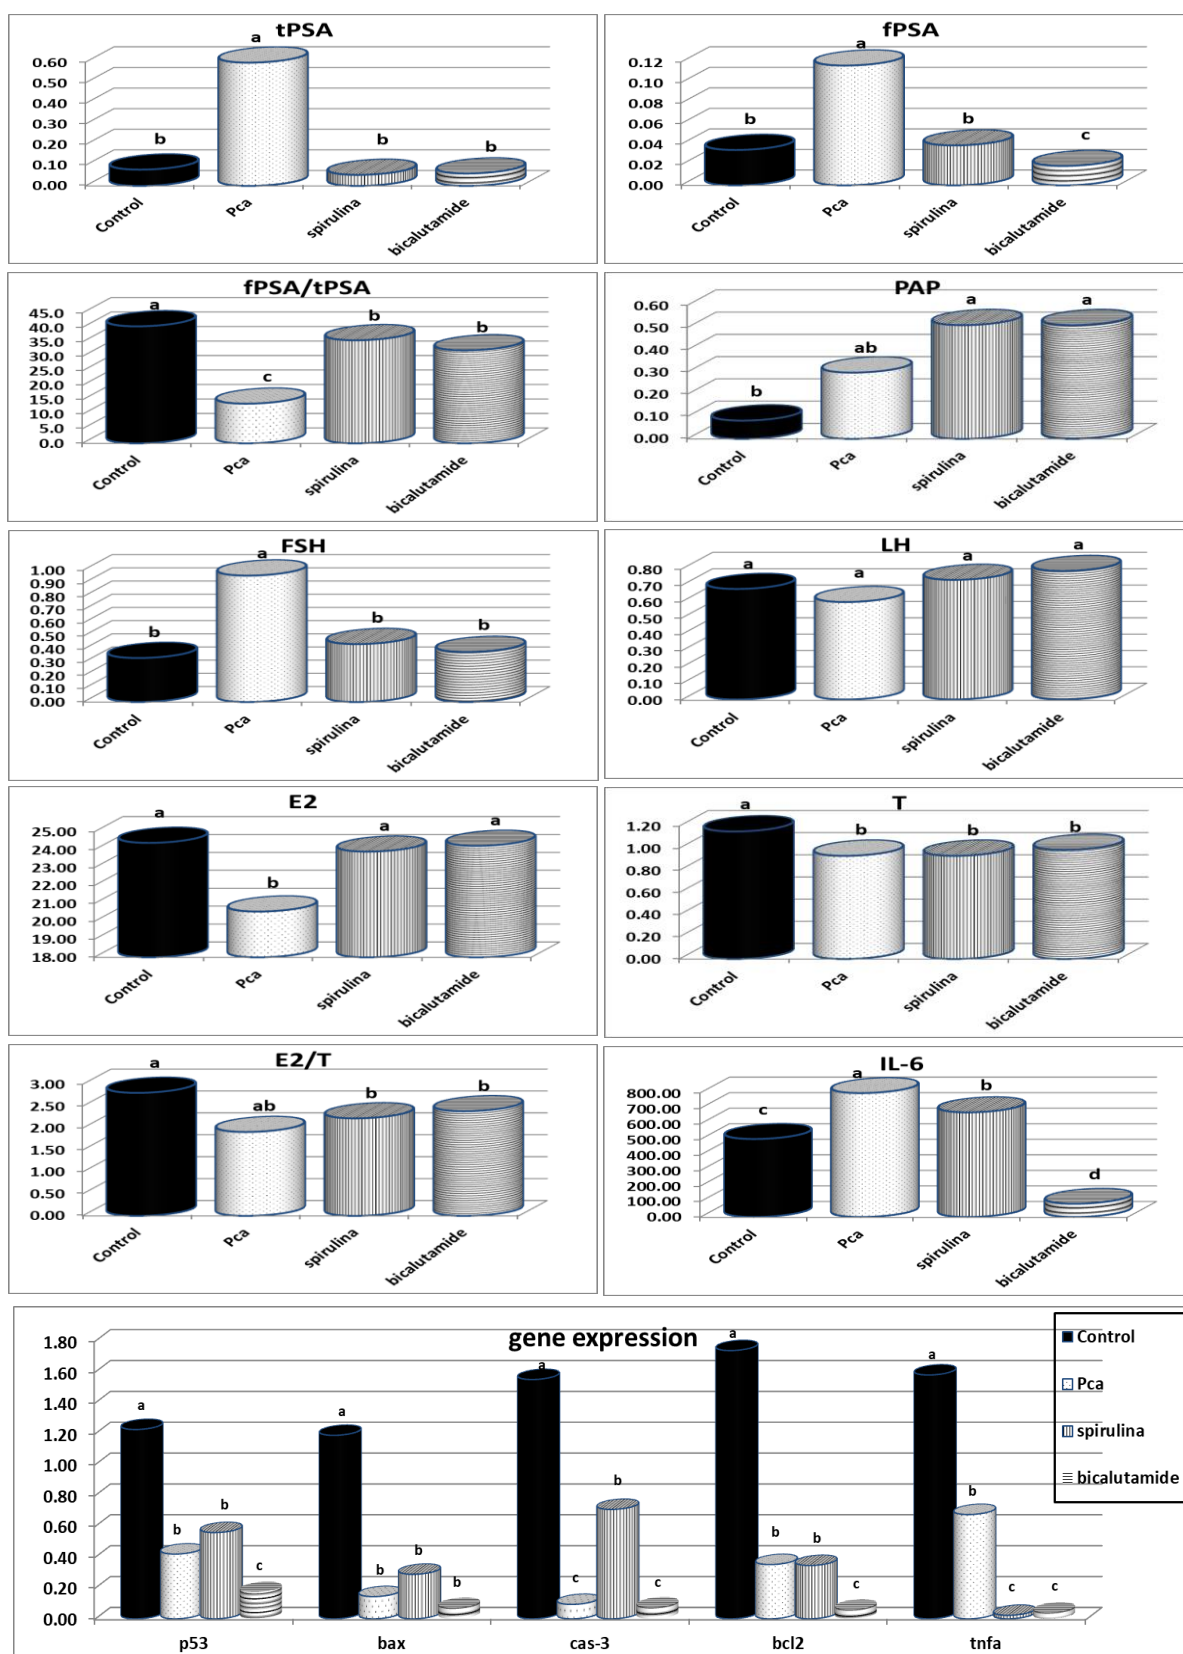 tPSA
a
0.60
0.50
0.40
0.30
0.20
0.10
0.00
b
b
b
Control
Pca
spirulina
bicalutamide
fPSA
a
0.12
0.10
0.08
0.06
0.04
0.02
0.00
b
b
c
Control
Pca
spirulina
bicalutamide
fPSA/tPSA
45.0
40.0
35.0
30.0
25.0
20.0
15.0
10.0
5.0
0.0
a
c
b
b
Control
Pca
spirulina
bicalutamide
PAP
0.60
0.50
0.40
0.30
0.20
0.10
0.00
b
ab
a
a
Control
Pca
spirulina
bicalutamide
FSH
1.00
0.90
0.80
0.70
0.60
0.50
0.40
0.30
0.20
0.10
0.00
b
a
b
b
Control
Pca
spirulina
bicalutamide
LH
0.80
0.70
0.60
0.50
0.40
0.30
0.20
0.10
0.00
a
a
a
a
Control
Pca
spirulina
bicalutamide
E2
25.00
24.00
23.00
22.00
21.00
20.00
19.00
18.00
a
b
a
a
Control
Pca
spirulina
bicalutamide
T
1.20
1.00
0.80
0.60
0.40
0.20
0.00
a
b
b
b
Control
Pca
spirulina
bicalutamide
E2/T
3.00
2.50
2.00
1.50
1.00
0.50
0.00
a
ab
b
b
Control
Pca
spirulina
bicalutamide
IL-6
800.00
700.00
600.00
500.00
400.00
300.00
200.00
100.00
0.00
c
a
b
d
Control
Pca
spirulina
bicalutamide
gene expression
1.80
1.60
1.40
1.20
1.00
0.80
0.60
0.40
0.20
0.00
a
b
b
c
a
b
b
b
a
c
b
c
a
b
b
c
a
b
c
c
p53
bax
cas-3
bcl2
tnfa
Control
Pca
spirulina
bicalutamide